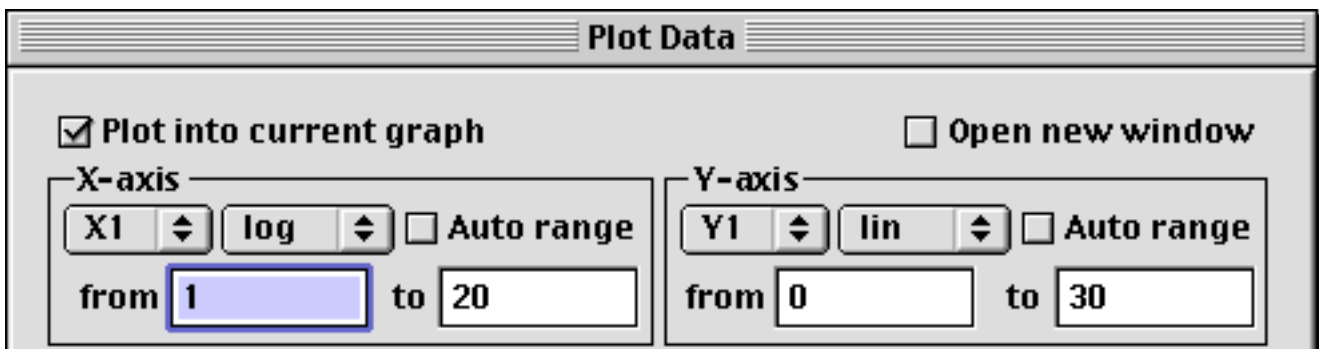 Plot Data
Plot into current graph
Open new window
X-axis
X1 log Auto range
from 1 to 20
Y-axis
Y1 lin Auto range
from 0 to 30